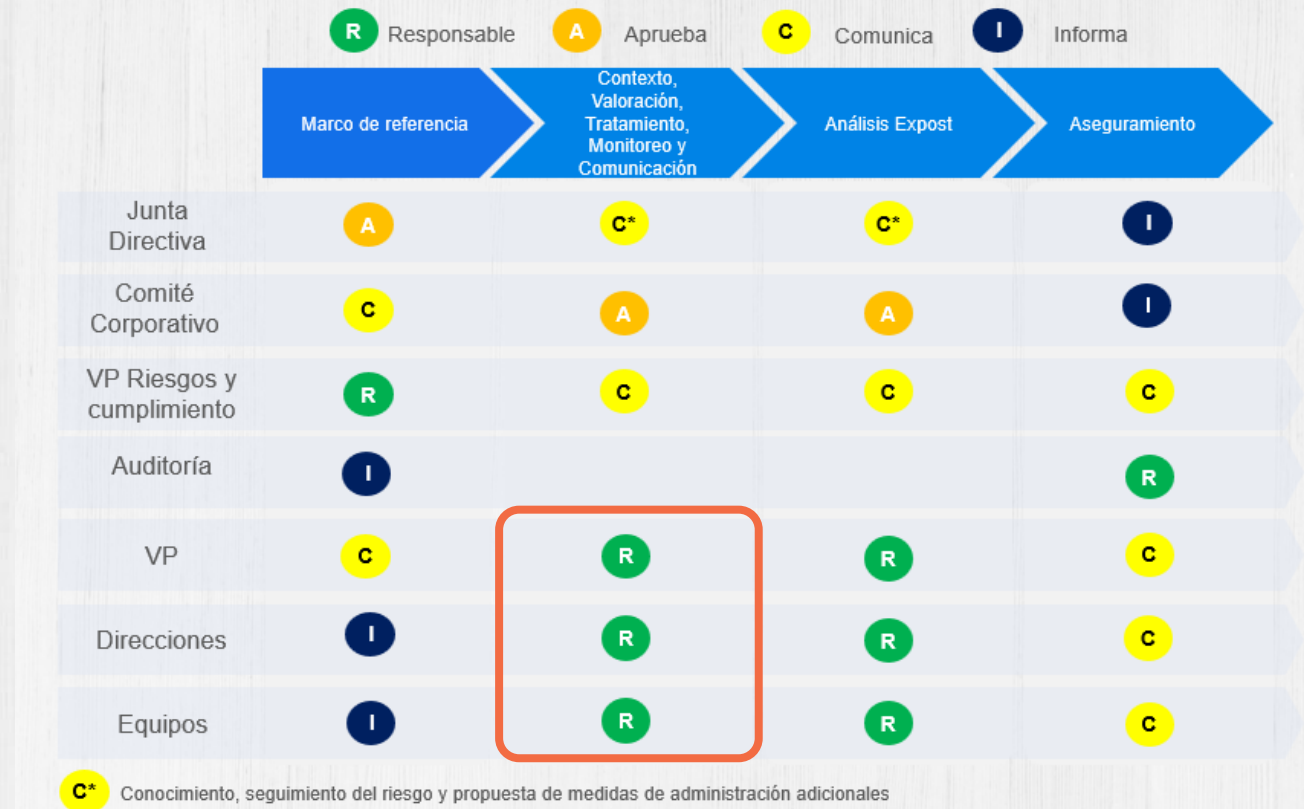 R Responsable A Aprueba C Comunica I Informa
Marco de referencia
Contexto,
Valoración,
Tratamiento,
Monitoreo y
Comunicación
Análisis Expost
Aseguramiento
Junta
Directiva
A C* C* I
Comité
Corporativo
C A A I
VP Riesgos y
cumplimiento
R C C C
Auditoría
I R
VP
C R R C
Direcciones
I R R C
Equipos
I R R C
C* Conocimiento, seguimiento del riesgo y propuesta de medidas de administración adicionales